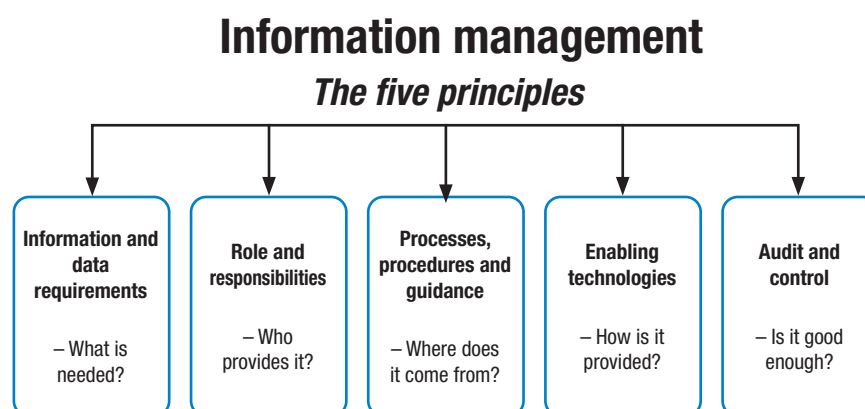 Information management
The five principles
Information and
data
requirements
– What is
needed?
Role and
responsibilities
– Who
provides it?
Processes,
procedures and
guidance
– Where does
it come from?
Enabling
technologies
– How is it
provided?
Audit and
control
– Is it good
enough?